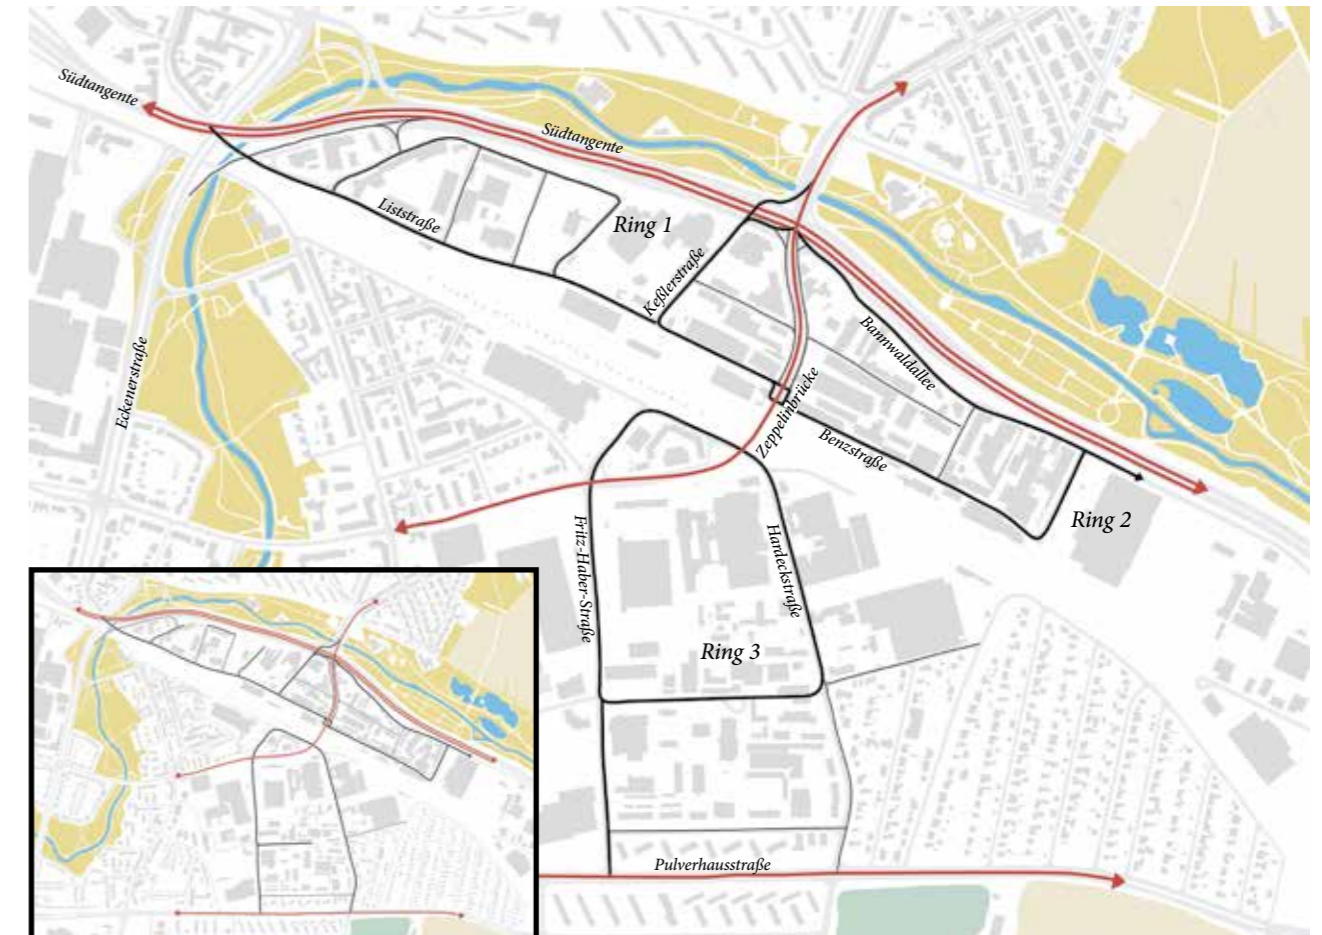 Südtangente
Südtangente
Liststraße
Ring 1
Keßlerstraße
Eckenerstraße
Bannwaldallee
Zeppelinbrücke
Benzstraße
Ring 2
Fritz-Haber-Straße
Hardeckstraße
Ring 3
Pulverhausstraße